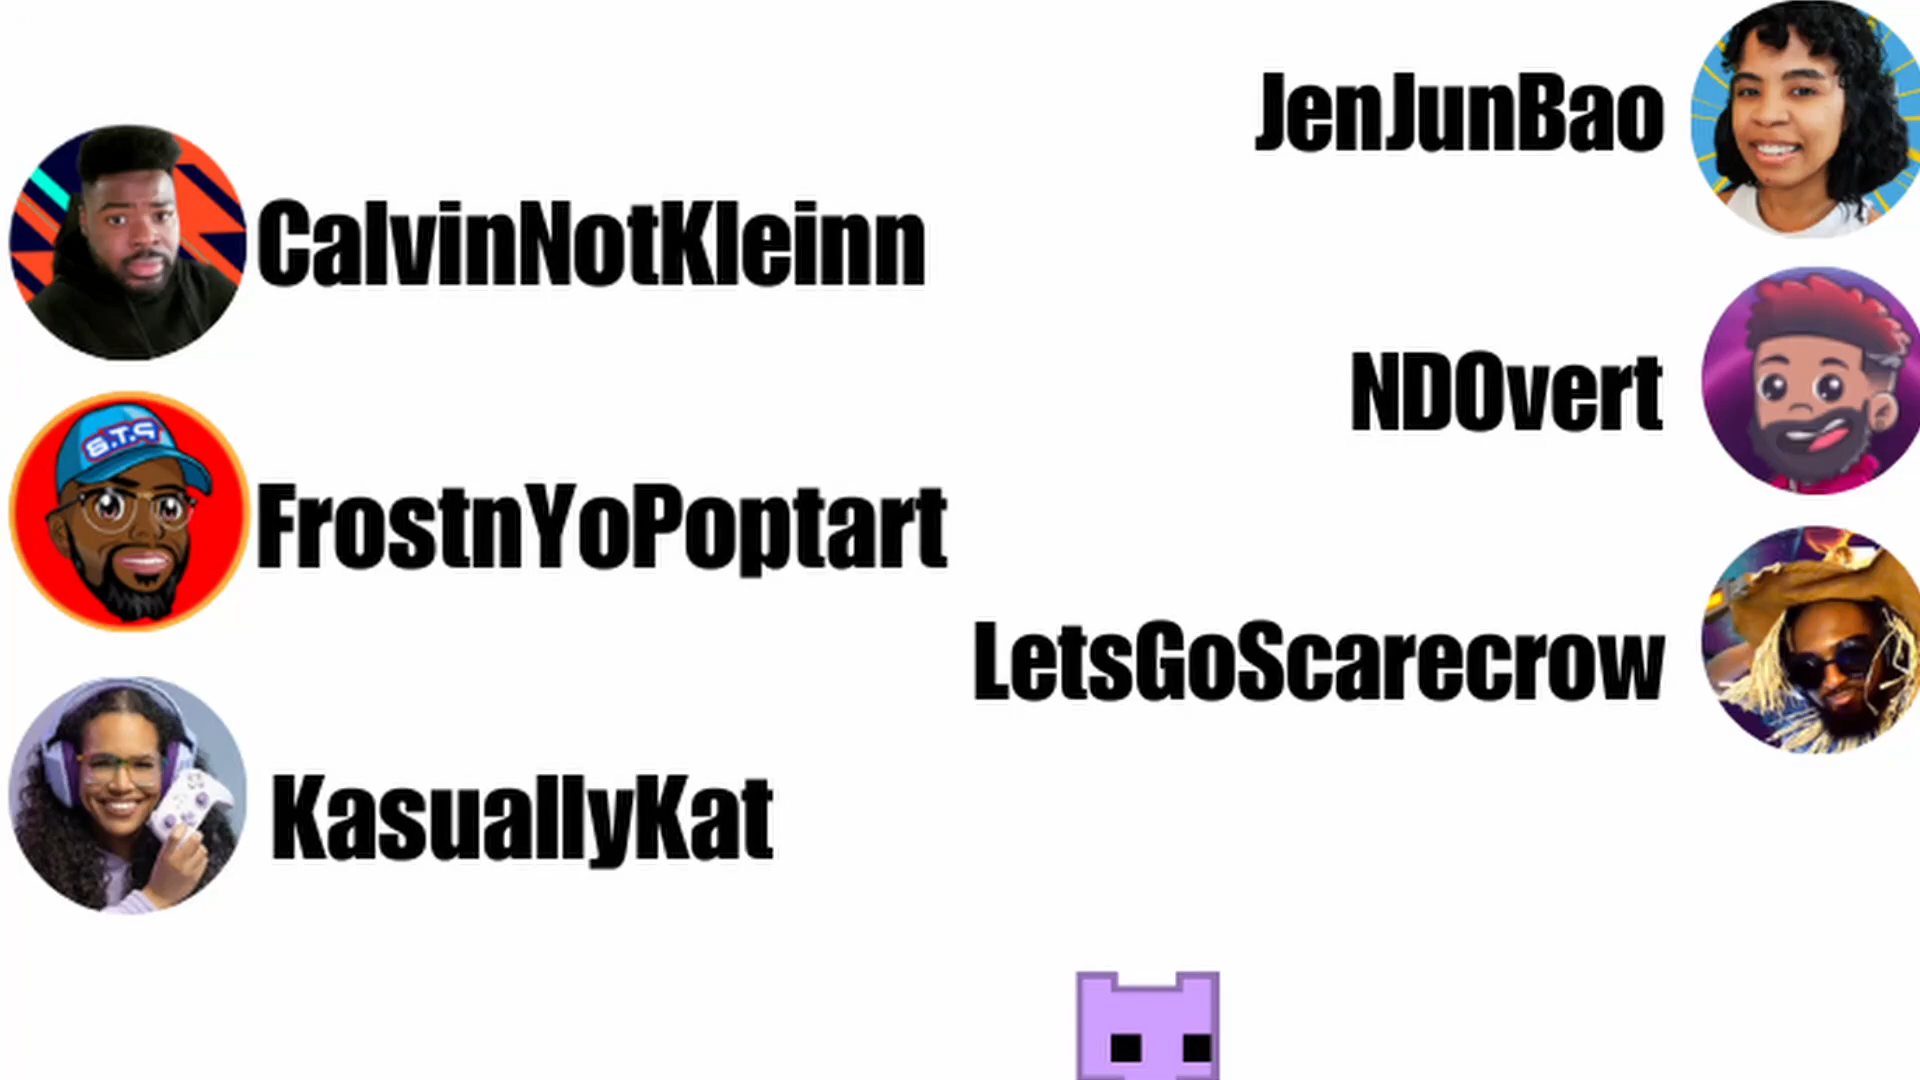 JenJunBao
CalvinNotKleinn
NDOvert
S.T.P
FrostnYoPoptart
LetsGoScarecrow
KasuallyKat